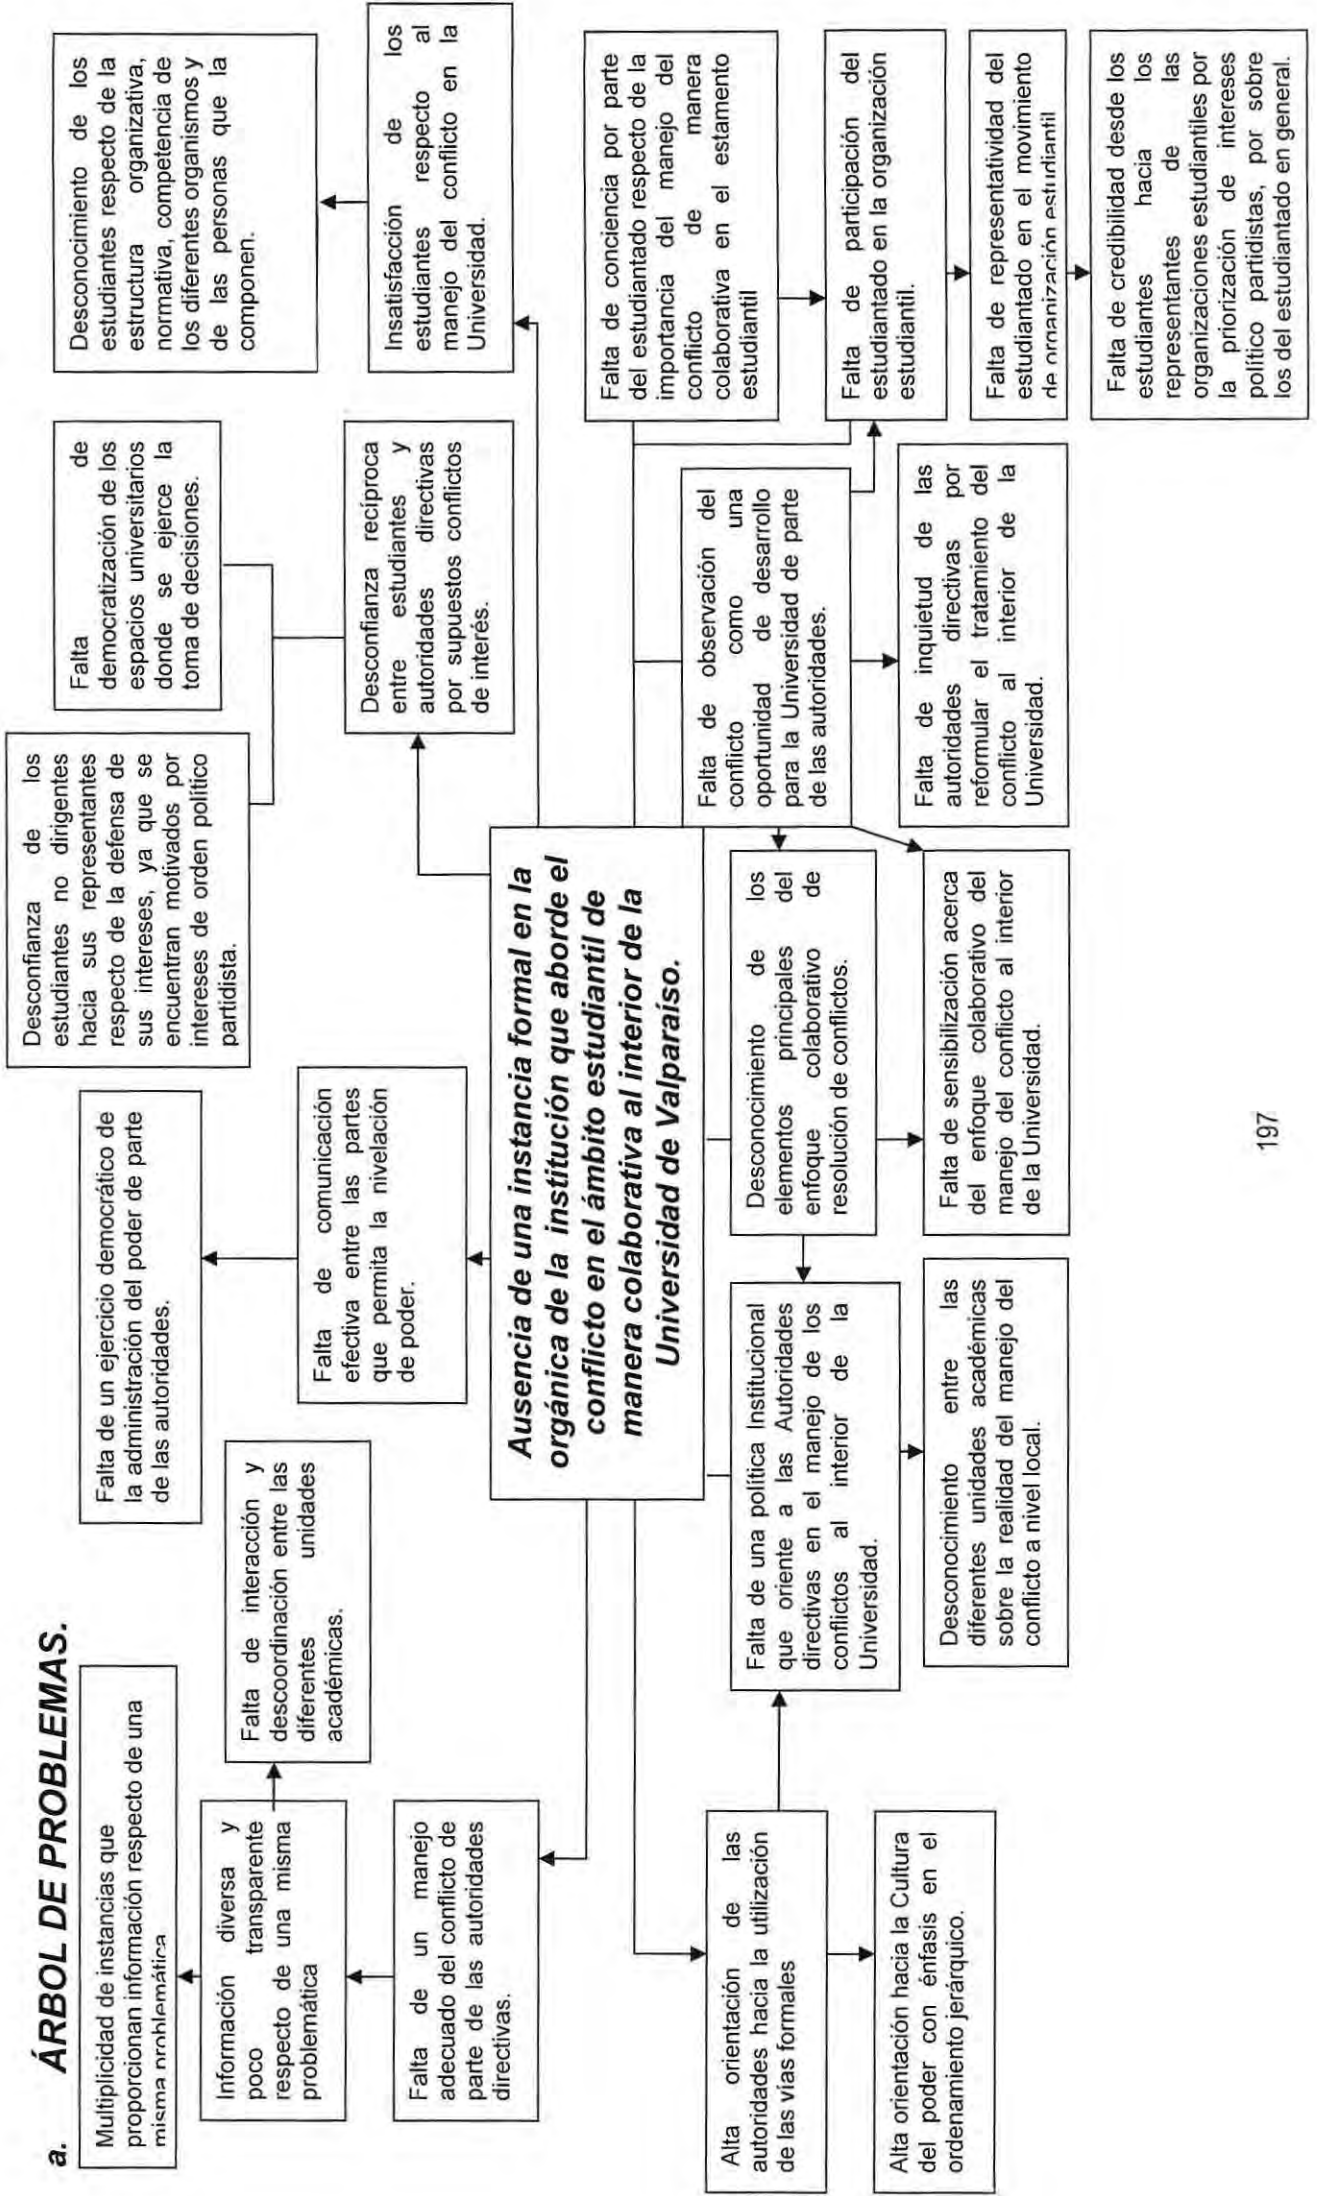 a. ÁRBOL DE PROBLEMAS.
Multiplicidad de instancias que
proporcionan información respecto de una
misma problemática
Información diversa y
poco transparente
respecto de una misma
problemática
Falta de interacción y
descoordinación entre las
diferentes unidades
académicas.
Falta de un manejo
adecuado del conflicto de
parte de las autoridades
directivas.
Falta de un ejercicio democrático de
la administración del poder de parte
de las autoridades.
Falta de comunicación
efectiva entre las partes
que permita la nivelación
de poder.
Desconfianza de los
estudiantes no dirigentes
hacia sus representantes
respecto de la defensa de
sus intereses, ya que se
encuentran motivados por
intereses de orden político
partidista.
Falta de
democratización de los
espacios universitarios
donde se ejerce la
toma de decisiones.
Desconfianza recíproca
entre estudiantes y
autoridades directivas
por supuestos conflictos
de interés.
Desconocimiento de los
estudiantes respecto de la
estructura organizativa,
normativa, competencia de
los diferentes organismos y
de las personas que la
componen.
Insatisfacción de los
estudiantes respecto al
manejo del conflicto en la
Universidad.
Ausencia de una instancia formal en la
orgánica de la institución que aborde el
conflicto en el ámbito estudiantil de
manera colaborativa al interior de la
Universidad de Valparaíso.
Alta orientación de las
autoridades hacia la utilización
de las vías formales
Alta orientación hacia la Cultura
del poder con énfasis en el
ordenamiento jerárquico.
Falta de una política Institucional
que oriente a las Autoridades
directivas en el manejo de los
conflictos al interior de la
Universidad.
Desconocimiento entre las
diferentes unidades académicas
sobre la realidad del manejo del
conflicto a nivel local.
Desconocimiento de los
elementos principales del
enfoque colaborativo de
resolución de conflictos.
Falta de sensibilización acerca
del enfoque colaborativo del
manejo del conflicto al interior
de la Universidad.
Falta de observación del
conflicto como una
oportunidad de desarrollo
para la Universidad de parte
de las autoridades.
Falta de inquietud de las
autoridades directivas por
reformular el tratamiento del
conflicto al interior de la
Universidad.
Falta de conciencia por parte
del estudiantado respecto de la
importancia del manejo del
conflicto de manera
colaborativa en el estamento
estudiantil
Falta de participación del
estudiantado en la organización
estudiantil.
Falta de representatividad del
estudiantado en el movimiento
de organización estudiantil
Falta de credibilidad desde los
estudiantes hacia los
representantes de las
organizaciones estudiantiles por
la priorización de intereses
político partidistas, por sobre
los del estudiantado en general.
197